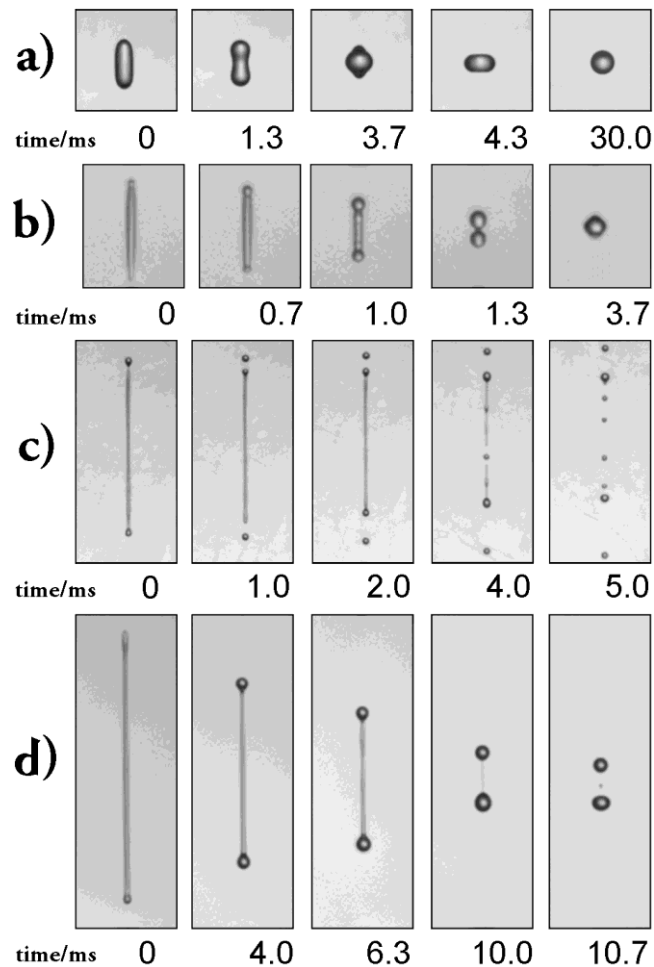 a)
time/ms 0 1.3 3.7 4.3 30.0
b)
time/ms 0 0.7 1.0 1.3 3.7
c)
time/ms 0 1.0 2.0 4.0 5.0
d)
time/ms 0 4.0 6.3 10.0 10.7